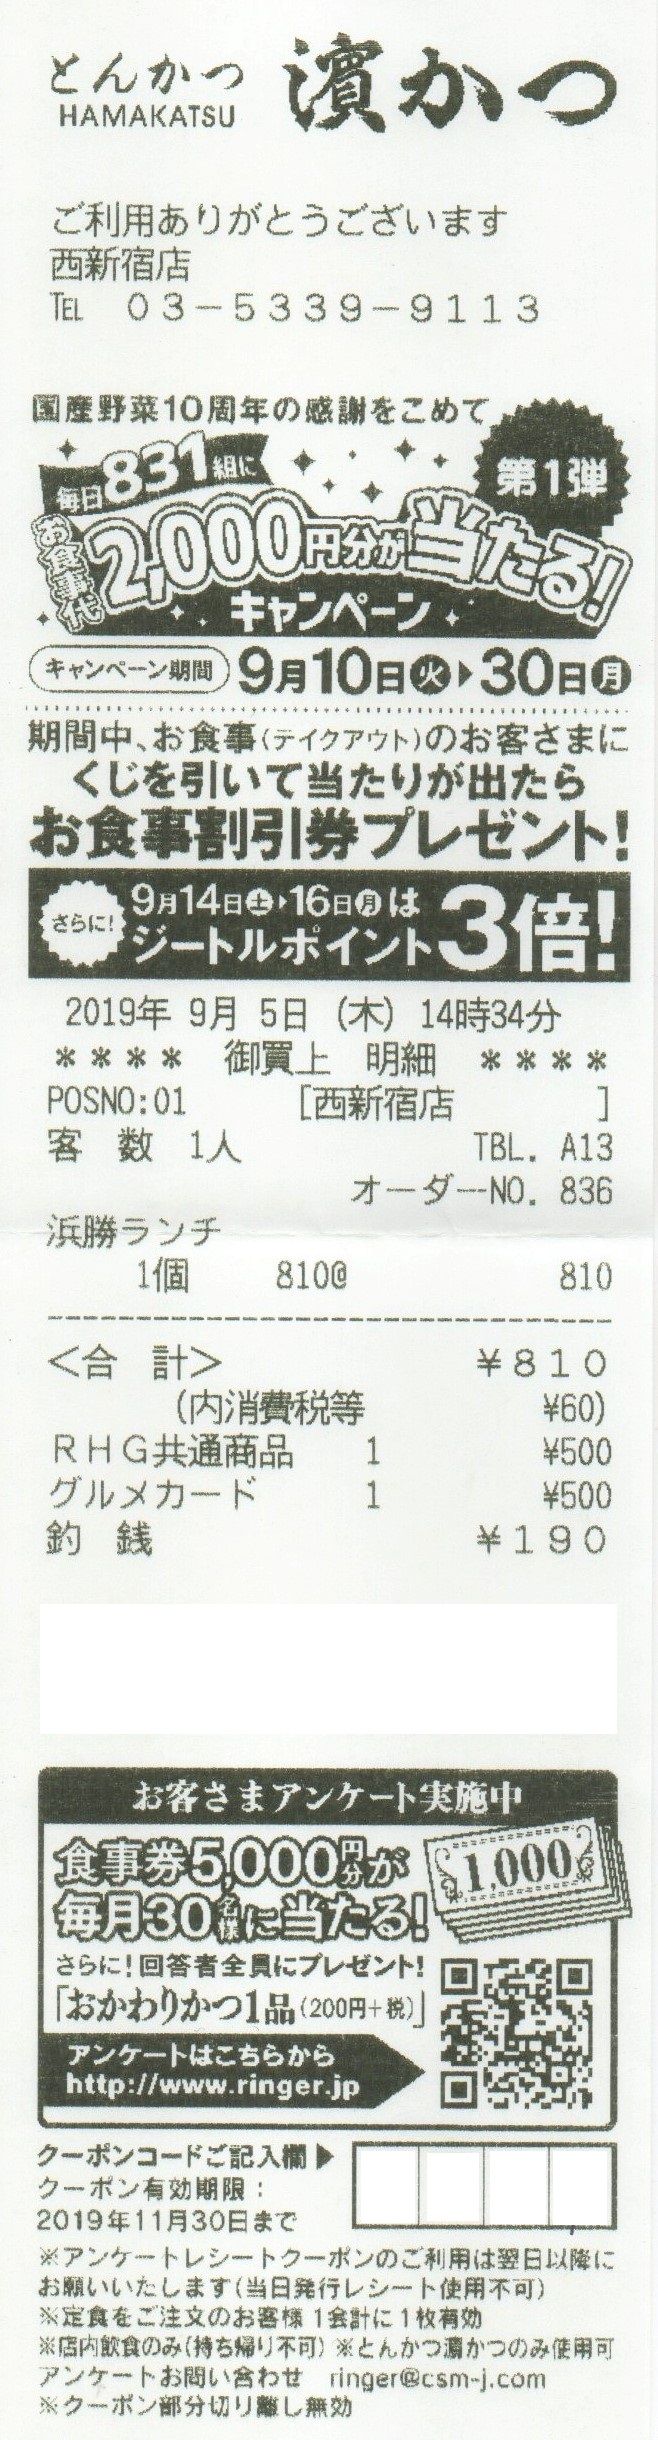 とんかつ 濵かつ
HAMAKATSU
ご利用ありがとうございます
西新宿店
TEL ０３－５３３９－９１１３
国産野菜10周年の感謝をこめて
第1弾
毎日831組に
お食事代2,000円分が当たる!
キャンペーン
キャンペーン期間 9月10日火▶30日月
期間中、お食事(テイクアウト)のお客さまに
くじを引いて当たりが出たら
お食事割引券プレゼント!
さらに! 9月14日土▶16日月は
ジートルポイント3倍!
2019年 9月 5日 (木) 14時34分
＊＊＊＊ 御買上 明細 ＊＊＊＊
POSNO:01 [西新宿店 ]
客 数 1人 TBL. A13
オーダーNO. 836
浜勝ランチ
1個 810@ 810
＜合 計＞ ￥８１０
(内消費税等 ¥60)
ＲＨＧ共通商品 1 ¥500
グルメカード 1 ¥500
釣 銭 ￥１９０
お客さまアンケート実施中
食事券5,000円分が
毎月30名様に当たる!
1,000
さらに!回答者全員にプレゼント!
「おかわりかつ1品(200円+税)」
アンケートはこちらから
http://www.ringer.jp
クーポンコードご記入欄▶
クーポン有効期限：
2019年11月30日まで
※アンケートレシートクーポンのご利用は翌日以降に
お願いいたします(当日発行レシート使用不可)
※定食をご注文のお客様 1会計に1枚有効
※店内飲食のみ(持ち帰り不可) ※とんかつ濵かつのみ使用可
アンケートお問い合わせ ringer@csm-j.com
※クーポン部分切り離し無効